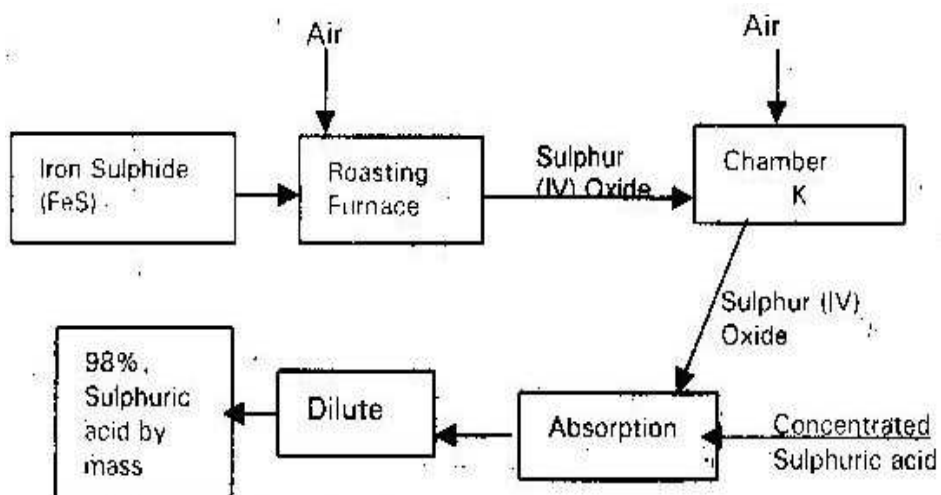 Air
Air
Iron Sulphide
(FeS).
Roasting
Furnace
Sulphur
(IV) Oxide
Chamber
K
Sulphur (IV)
Oxide
98%,
Sulphuric
acid by
mass
Dilute
Absorption
Concentrated
Sulphuric acid